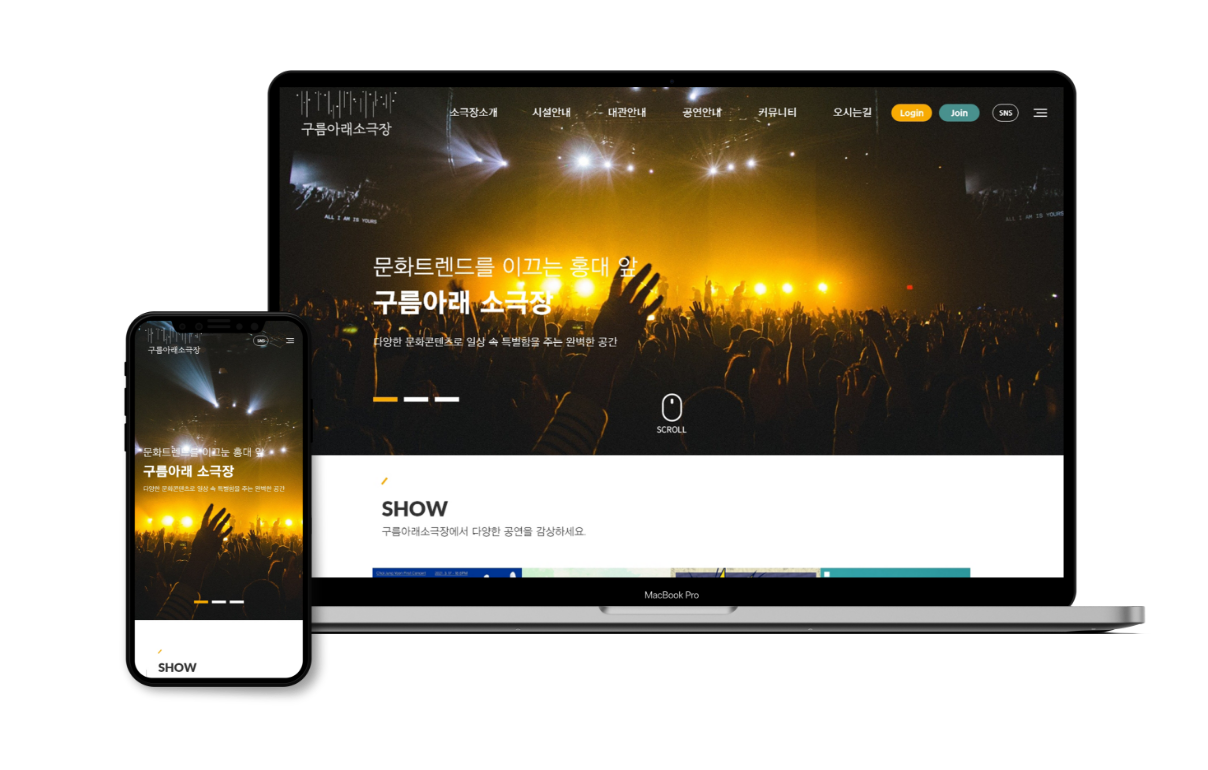 구름아래소극장
소극장소개 시설안내 대관안내 공연안내 커뮤니티 오시는길 Login Join SNS
ALL I AM IS YOURS
ALL I AM IS YOURS
문화트렌드를 이끄는 홍대 앞
구름아래 소극장
다양한 문화콘텐츠로 일상 속 특별함을 주는 완벽한 공간
SCROLL
SHOW
구름아래소극장에서 다양한 공연을 감상하세요.
MacBook Pro
구름아래소극장
SNS
문화트렌드를 이끄는 홍대 앞
구름아래 소극장
다양한 문화콘텐츠로 일상 속 특별함을 주는 완벽한 공간
SHOW